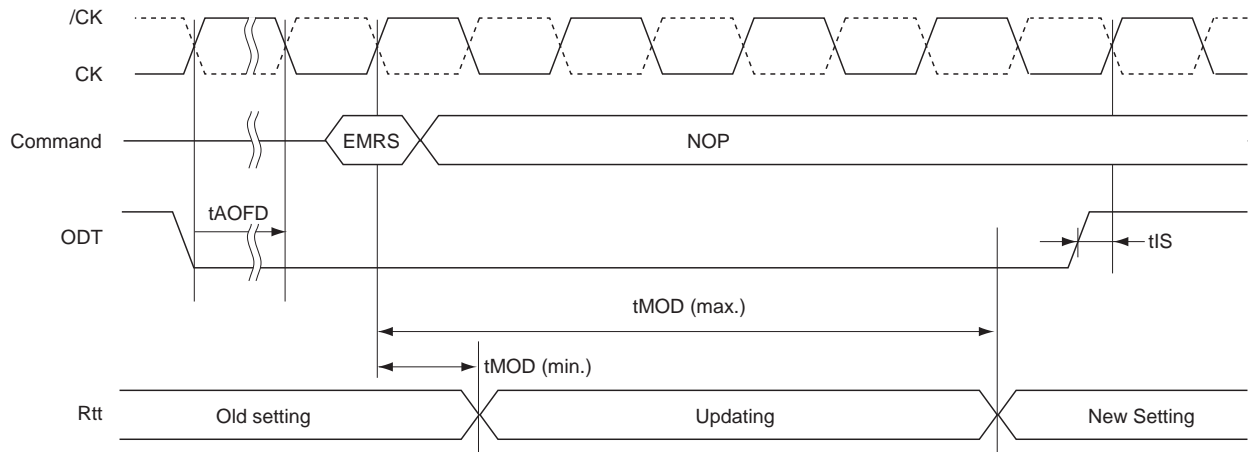 /CK
CK
Command
EMRS
NOP
tAOFD
ODT
tIS
tMOD (max.)
tMOD (min.)
Rtt
Old setting
Updating
New Setting